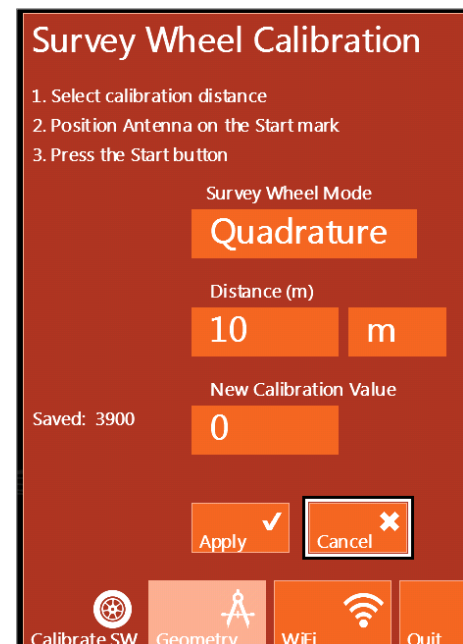 Survey Wheel Calibration
1. Select calibration distance
2. Position Antenna on the Start mark
3. Press the Start button
Survey Wheel Mode
Quadrature
Distance (m)
10 m
New Calibration Value
Saved: 3900 0
Apply Cancel
Calibrate SW Geometry WiFi Quit